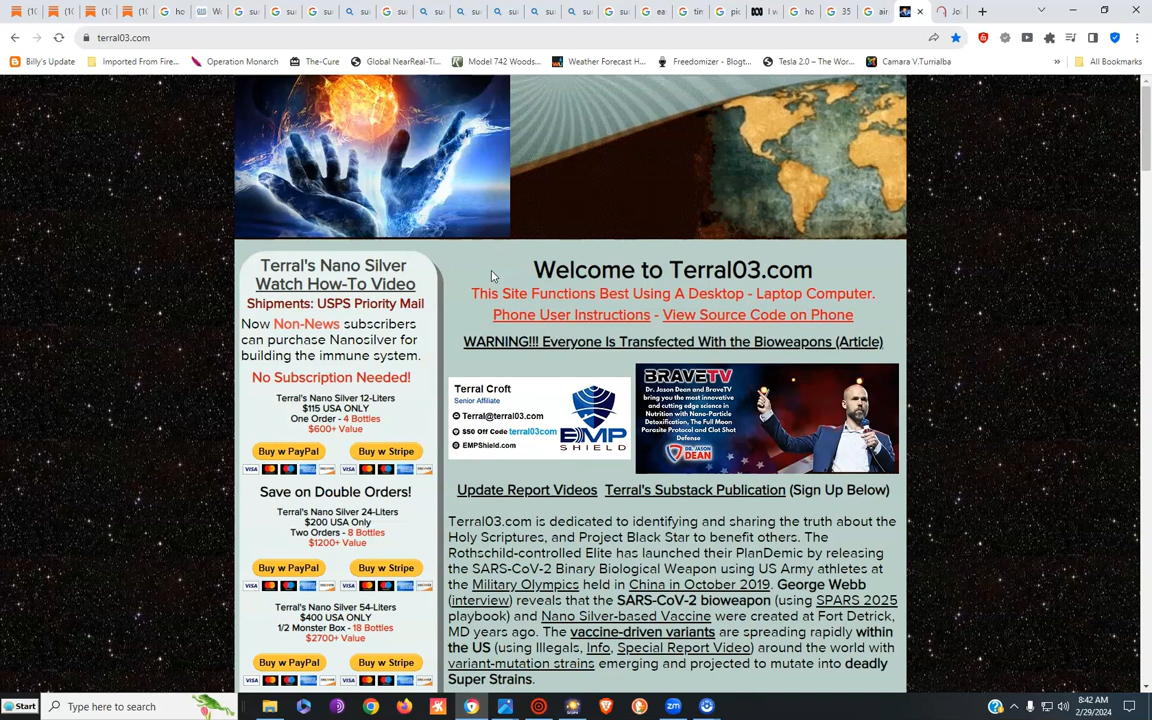 terral03.com
Billy's Update
Imported From Fire...
Operation Monarch
The-Cure
Global NearReal-Ti...
Model 742 Woods...
Weather Forecast H...
Freedomizer - Blogt...
Tesla 2.0 – The Wor...
Camara V.Turrialba
»
All Bookmarks
Terral's Nano Silver
Watch How-To Video
Shipments: USPS Priority Mail
Now Non-News subscribers
can purchase Nanosilver for
building the immune system.
No Subscription Needed!
Terral's Nano Silver 12-Liters
$115 USA ONLY
One Order - 4 Bottles
$600+ Value
Buy w PayPal
Buy w Stripe
Save on Double Orders!
Terral's Nano Silver 24-Liters
$200 USA Only
Two Orders - 8 Bottles
$1200+ Value
Buy w PayPal
Buy w Stripe
Terral's Nano Silver 54-Liters
$400 USA ONLY
1/2 Monster Box - 18 Bottles
$2700+ Value
Buy w PayPal
Buy w Stripe
Welcome to Terral03.com
This Site Functions Best Using A Desktop - Laptop Computer.
Phone User Instructions - View Source Code on Phone
WARNING!!! Everyone Is Transfected With the Bioweapons (Article)
Terral Croft
Senior Affiliate
Terral@terral03.com
$50 Off Code terral03com
EMPShield.com
EMP
SHIELD
BRAVETV
Dr. Jason Dean and BraveTV
bring you the most innovative
and cutting edge science in
Nutrition with Nano-Particle
Detoxification, The Full Moon
Parasite Protocol and Clot Shot
Defense
DR. JASON
DEAN
Update Report Videos Terral's Substack Publication (Sign Up Below)
Terral03.com is dedicated to identifying and sharing the truth about the
Holy Scriptures, and Project Black Star to benefit others. The
Rothschild-controlled Elite has launched their PlanDemic by releasing
the SARS-CoV-2 Binary Biological Weapon using US Army athletes at
the Military Olympics held in China in October 2019. George Webb
(interview) reveals that the SARS-CoV-2 bioweapon (using SPARS 2025
playbook) and Nano Silver-based Vaccine were created at Fort Detrick,
MD years ago. The vaccine-driven variants are spreading rapidly within
the US (using Illegals, Info, Special Report Video) around the world with
variant-mutation strains emerging and projected to mutate into deadly
Super Strains.
Start
Type here to search
8:42 AM
2/29/2024